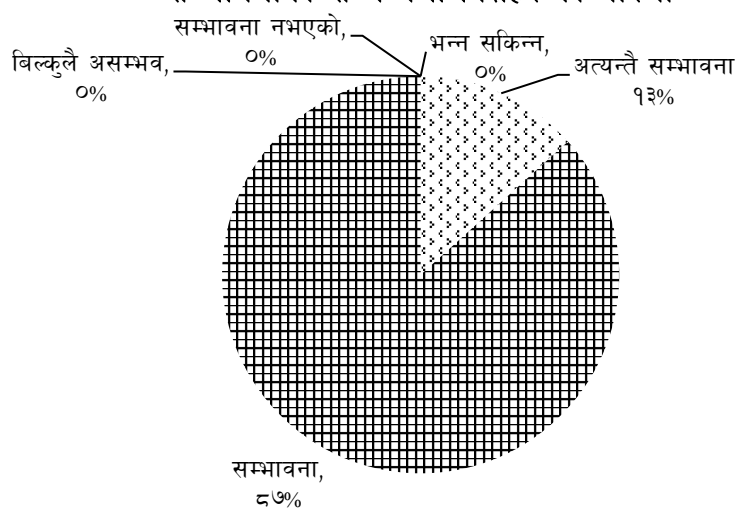 सम्भावना नभएको,
०%
भन्न सकिन्न,
०%
बिल्कुलै असम्भव,
०%
अत्यन्तै सम्भावना
१३%
सम्भावना,
८७%